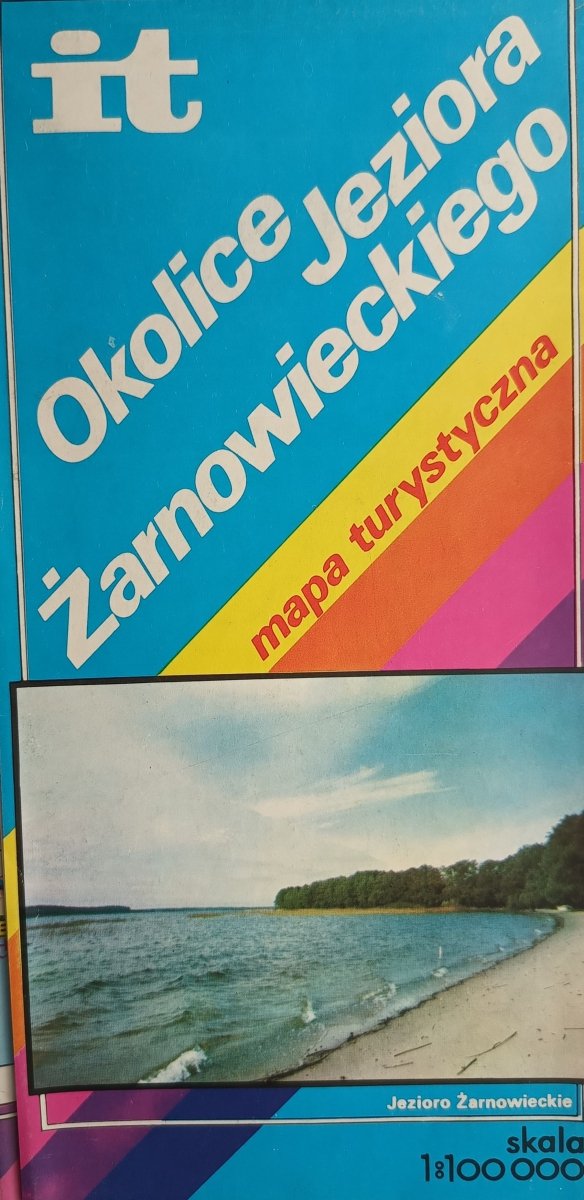 it
Okolice Jeziora
Żarnowieckiego
mapa turystyczna
Jezioro Żarnowieckie
skala
1:100 000